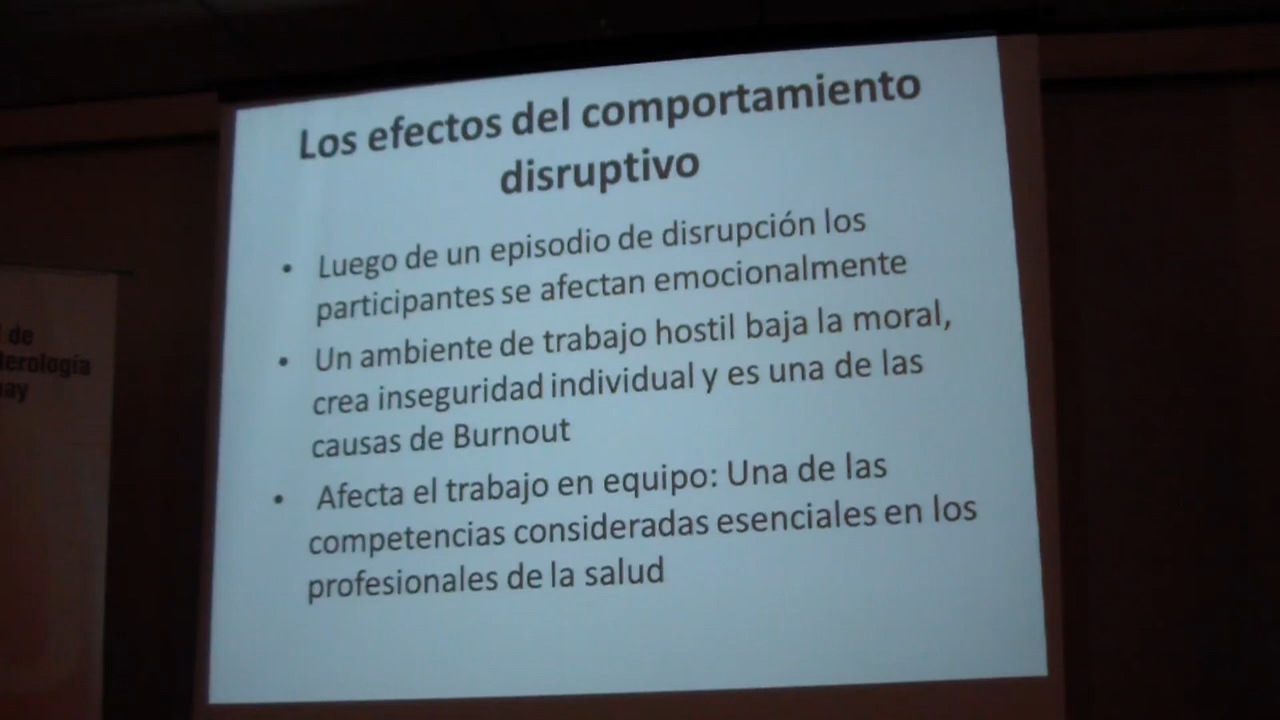 Los efectos del comportamiento
disruptivo
• Luego de un episodio de disrupción los
participantes se afectan emocionalmente
• Un ambiente de trabajo hostil baja la moral,
crea inseguridad individual y es una de las
causas de Burnout
• Afecta el trabajo en equipo: Una de las
competencias consideradas esenciales en los
profesionales de la salud
de